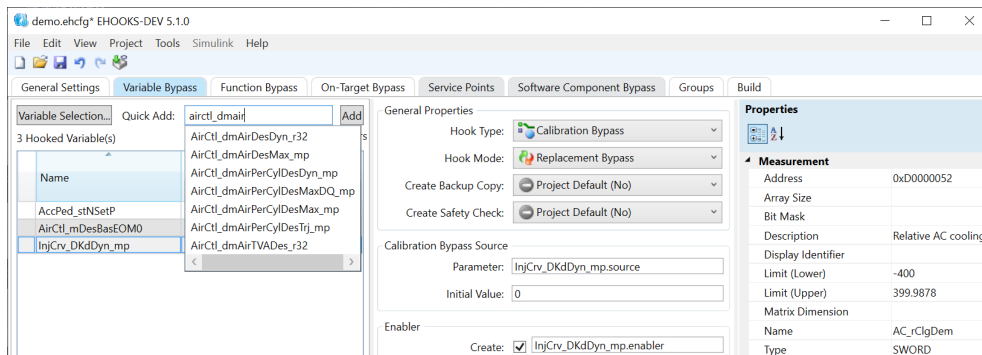 demo.ehcfg* EHOOKS-DEV 5.1.0
File Edit View Project Tools Simulink Help
General Settings Variable Bypass Function Bypass On-Target Bypass Service Points Software Component Bypass Groups Build
Variable Selection... Quick Add: airctl_dmair Add
3 Hooked Variable(s)
Name
AccPed_stNSetP
AirCtl_mDesBasEOM0
InjCrv_DKdDyn_mp
AirCtl_dmAirDesDyn_r32
AirCtl_dmAirDesMax_mp
AirCtl_dmAirPerCylDesDyn_mp
AirCtl_dmAirPerCylDesMaxDQ_mp
AirCtl_dmAirPerCylDesMax_mp
AirCtl_dmAirPerCylDesTrj_mp
AirCtl_dmAirTVADes_r32
General Properties
Hook Type: Calibration Bypass
Hook Mode: Replacement Bypass
Create Backup Copy: Project Default (No)
Create Safety Check: Project Default (No)
Calibration Bypass Source
Parameter: InjCrv_DKdDyn_mp.source
Initial Value: 0
Enabler
Create: InjCrv_DKdDyn_mp.enabler
Properties
Measurement
Address 0xD0000052
Array Size
Bit Mask
Description Relative AC cooling
Display Identifier
Limit (Lower) -400
Limit (Upper) 399.9878
Matrix Dimension
Name AC_rClgDem
Type SWORD